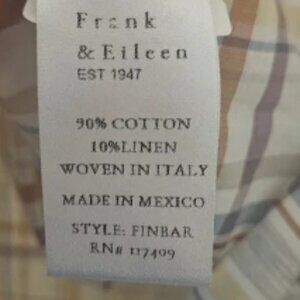 Frank
& Eileen
EST 1947
90% COTTON
10%LINEN
WOVEN IN ITALY
MADE IN MEXICO
STYLE: FINBAR
RN# 117409